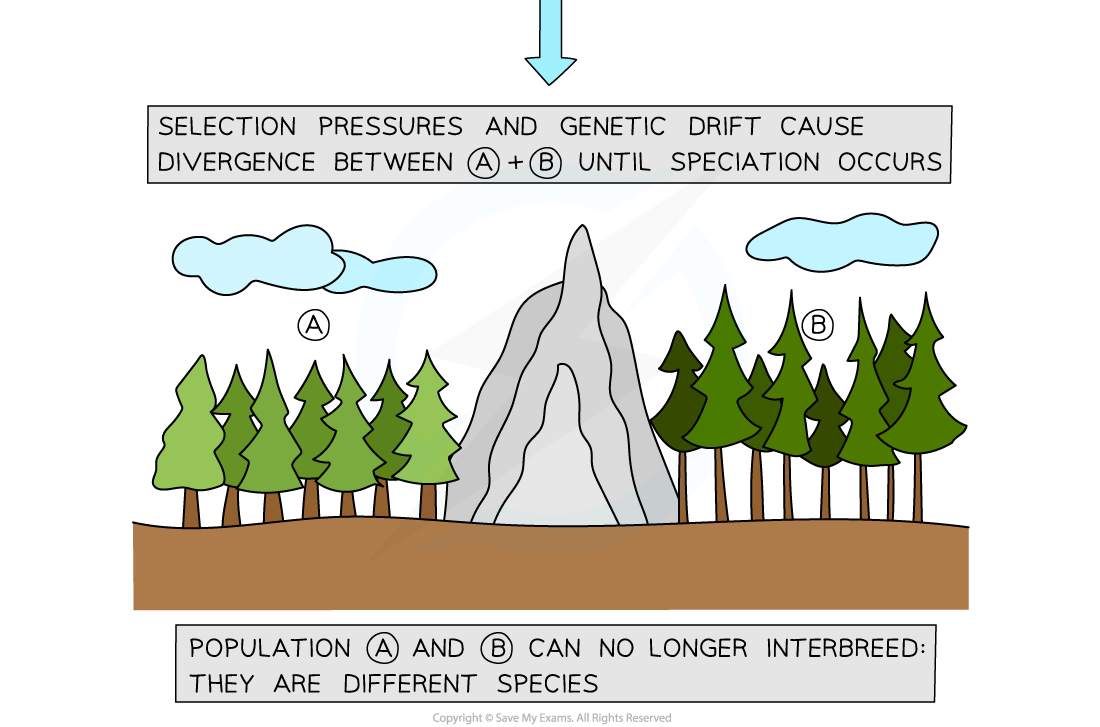 SELECTION PRESSURES AND GENETIC DRIFT CAUSE
DIVERGENCE BETWEEN Ⓐ + Ⓑ UNTIL SPECIATION OCCURS
Ⓐ
Ⓑ
POPULATION Ⓐ AND Ⓑ CAN NO LONGER INTERBREED:
THEY ARE DIFFERENT SPECIES
Copyright © Save My Exams. All Rights Reserved